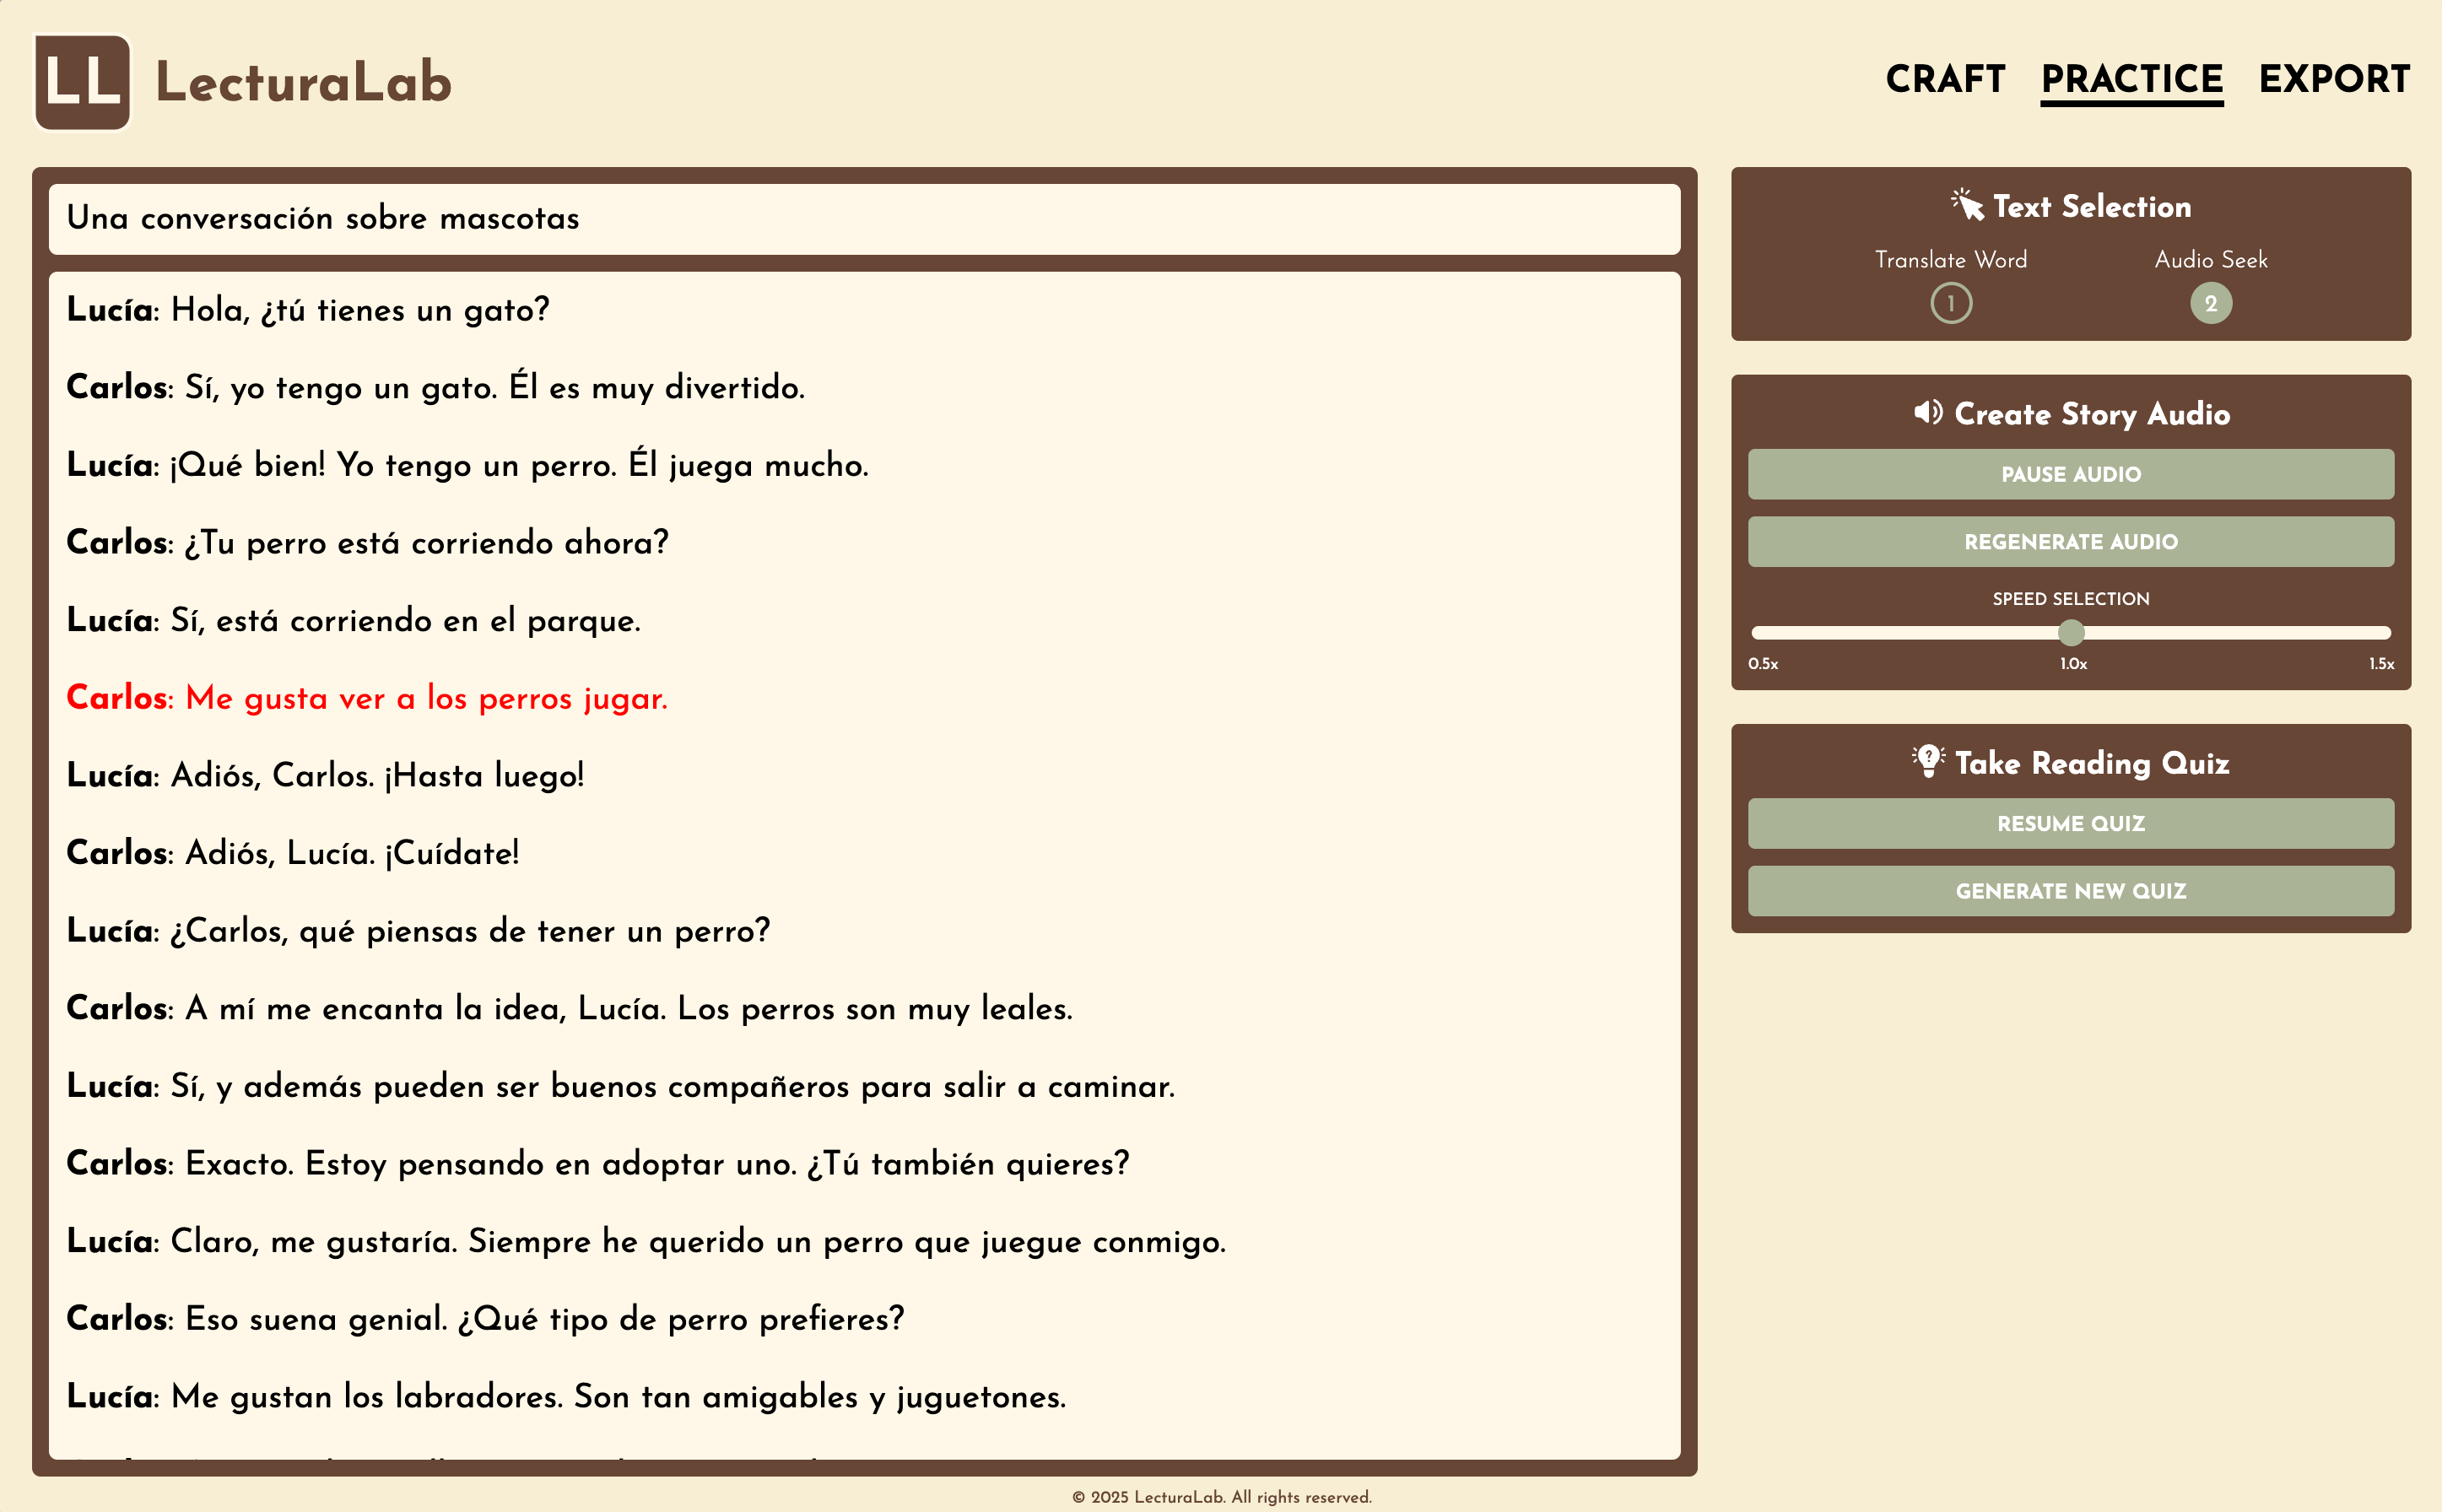 LL LecturaLab
CRAFT PRACTICE EXPORT
Una conversación sobre mascotas
Lucía: Hola, ¿tú tienes un gato?
Carlos: Sí, yo tengo un gato. Él es muy divertido.
Lucía: ¡Qué bien! Yo tengo un perro. Él juega mucho.
Carlos: ¿Tu perro está corriendo ahora?
Lucía: Sí, está corriendo en el parque.
Carlos: Me gusta ver a los perros jugar.
Lucía: Adiós, Carlos. ¡Hasta luego!
Carlos: Adiós, Lucía. ¡Cuídate!
Lucía: ¿Carlos, qué piensas de tener un perro?
Carlos: A mí me encanta la idea, Lucía. Los perros son muy leales.
Lucía: Sí, y además pueden ser buenos compañeros para salir a caminar.
Carlos: Exacto. Estoy pensando en adoptar uno. ¿Tú también quieres?
Lucía: Claro, me gustaría. Siempre he querido un perro que juegue conmigo.
Carlos: Eso suena genial. ¿Qué tipo de perro prefieres?
Lucía: Me gustan los labradores. Son tan amigables y juguetones.
Text Selection
Translate Word Audio Seek
1 2
Create Story Audio
PAUSE AUDIO
REGENERATE AUDIO
SPEED SELECTION
0.5x 1.0x 1.5x
Take Reading Quiz
RESUME QUIZ
GENERATE NEW QUIZ
© 2025 LecturaLab. All rights reserved.